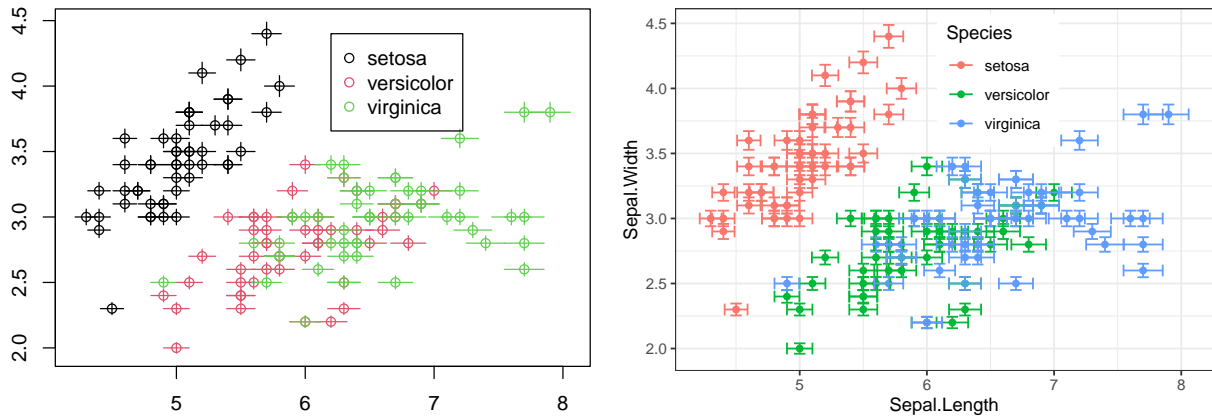 4.5
4.0
3.5
3.0
2.5
2.0
setosa
versicolor
virginica
5 6 7 8
4.5
4.0
3.5
3.0
2.5
2.0
Sepal.Width
Species
setosa
versicolor
virginica
5 6 7 8
Sepal.Length